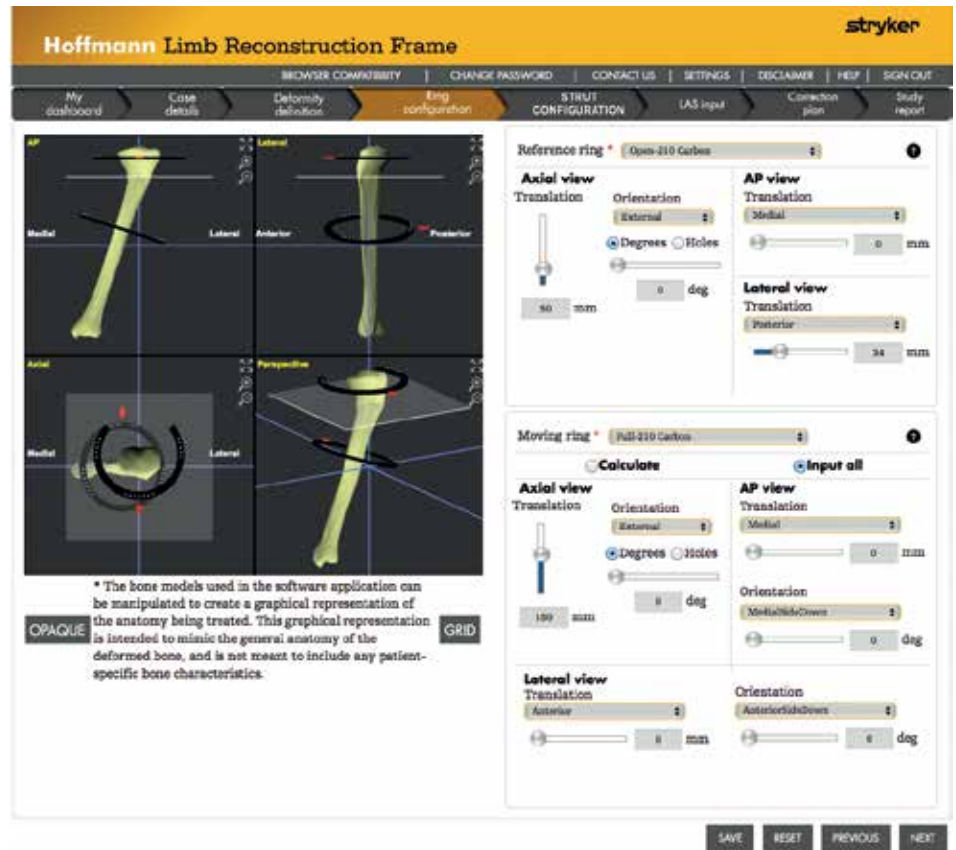 stryker
Hoffmann Limb Reconstruction Frame
BROWSER COMPATIBILITY | CHANGE PASSWORD | CONTACT US | SETTINGS | DISCLAIMER | HELP | SIGN OUT
My dashboard
Case details
Deformity definition
Ring configuration
STRUT CONFIGURATION
LAS input
Correction plan
Study report
AP
Medial
Lateral
Lateral
Anterior
Posterior
Axial
Medial
Lateral
Perspective
* The bone models used in the software application can
be manipulated to create a graphical representation of
the anatomy being treated. This graphical representation
is intended to mimic the general anatomy of the
deformed bone, and is not meant to include any patient-
specific bone characteristics.
OPAQUE
GRID
Reference ring * Open-210 Carbon
Axial view
Translation
Orientation
External
Degrees Holes
0 deg
50 mm
AP view
Translation
Medial
0 mm
Lateral view
Translation
Posterior
34 mm
Moving ring * Full-210 Carbon
Calculate Input all
Axial view
Translation
Orientation
External
Degrees Holes
0 deg
150 mm
AP view
Translation
Medial
0 mm
Orientation
MedialSideDown
0 deg
Lateral view
Translation
Anterior
0 mm
Orientation
AnteriorSideDown
0 deg
SAVE RESET PREVIOUS NEXT